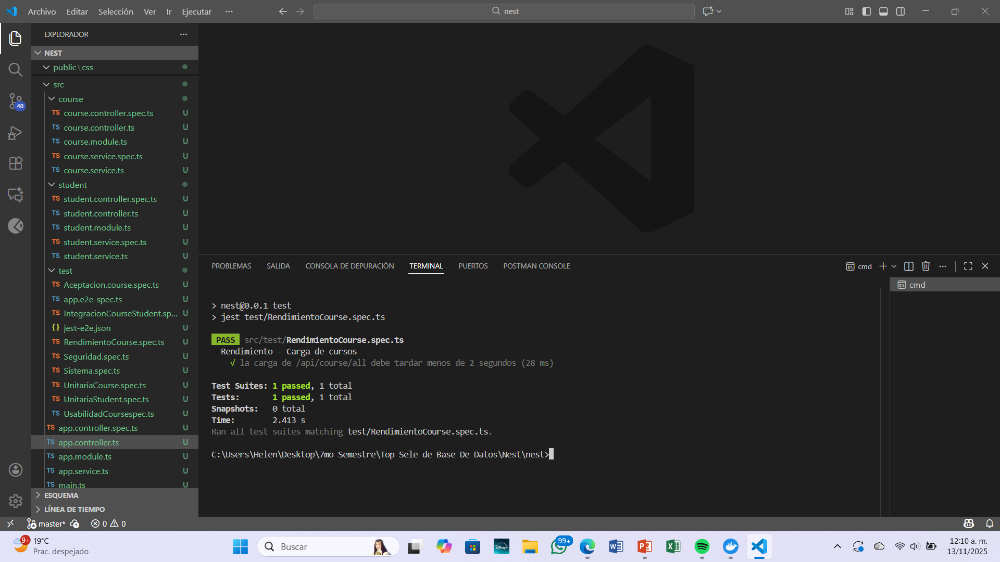 Archivo Editar Selección Ver Ir Ejecutar ··· nest
EXPLORADOR ···
NEST
public\css
src
course
TS course.controller.spec.ts U
TS course.controller.ts U
TS course.module.ts U
TS course.service.spec.ts U
TS course.service.ts U
student
TS student.controller.spec.ts U
TS student.controller.ts U
TS student.module.ts U
TS student.service.spec.ts U
TS student.service.ts U
test
TS Aceptacion.course.spec.ts U
TS app.e2e-spec.ts U
TS IntegracionCourseStudent.sp... U
{} jest-e2e.json U
TS RendimientoCourse.spec.ts U
TS Seguridad.spec.ts U
TS Sistema.spec.ts U
TS UnitariaCourse.spec.ts U
TS UnitariaStudent.spec.ts U
TS UsabilidadCoursespec.ts U
TS app.controller.spec.ts U
TS app.controller.ts U
TS app.module.ts U
TS app.service.ts U
TS main.ts U
ESQUEMA
LÍNEA DE TIEMPO
40
PROBLEMAS SALIDA CONSOLA DE DEPURACIÓN TERMINAL PUERTOS POSTMAN CONSOLE
cmd
cmd
> nest@0.0.1 test
> jest test/RendimientoCourse.spec.ts
PASS src/test/RendimientoCourse.spec.ts
Rendimiento - Carga de cursos
√ la carga de /api/course/all debe tardar menos de 2 segundos (28 ms)
Test Suites: 1 passed, 1 total
Tests: 1 passed, 1 total
Snapshots: 0 total
Time: 2.413 s
Ran all test suites matching test/RendimientoCourse.spec.ts.
C:\Users\Helen\Desktop\7mo Semestre\Top Sele de Base De Datos\Nest\nest>
master* 0 0
9+ 19°C
Prac. despejado
Buscar
Disney+
99+
12:10 a. m.
13/11/2025